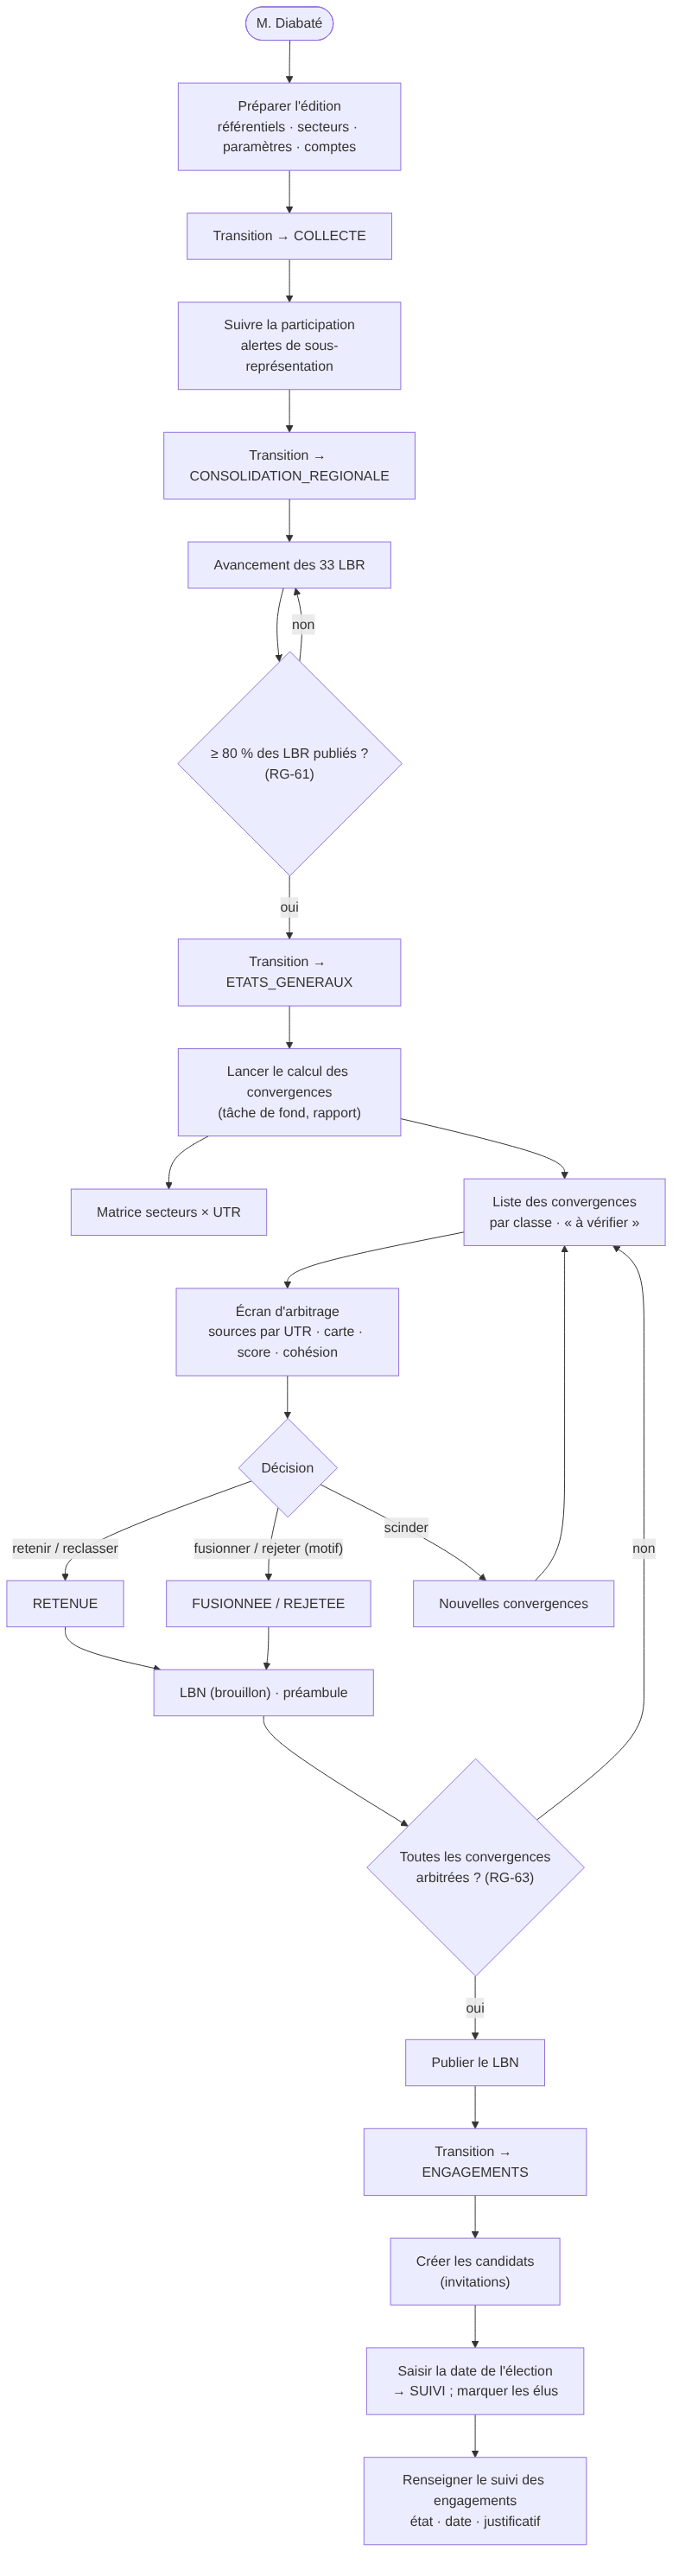 M. Diabaté
Préparer l'édition
référentiels · secteurs ·
paramètres · comptes
Transition → COLLECTE
Suivre la participation
alertes de sous-
représentation
Transition →
CONSOLIDATION_REGIONALE
Avancement des 33 LBR
non
≥ 80 % des LBR publiés ?
(RG-61)
oui
Transition →
ETATS_GENERAUX
Lancer le calcul des
convergences
(tâche de fond, rapport)
Matrice secteurs × UTR
Liste des convergences
par classe · « à vérifier »
Écran d'arbitrage
sources par UTR · carte ·
score · cohésion
Décision
scinder
retenir / reclasser
fusionner / rejeter (motif)
non
RETENUE
FUSIONNEE / REJETEE
Nouvelles convergences
LBN (brouillon) · préambule
Toutes les convergences
arbitrées ? (RG-63)
oui
Publier le LBN
Transition →
ENGAGEMENTS
Créer les candidats
(invitations)
Saisir la date de l'élection
→ SUIVI ; marquer les élus
Renseigner le suivi des
engagements
état · date · justificatif